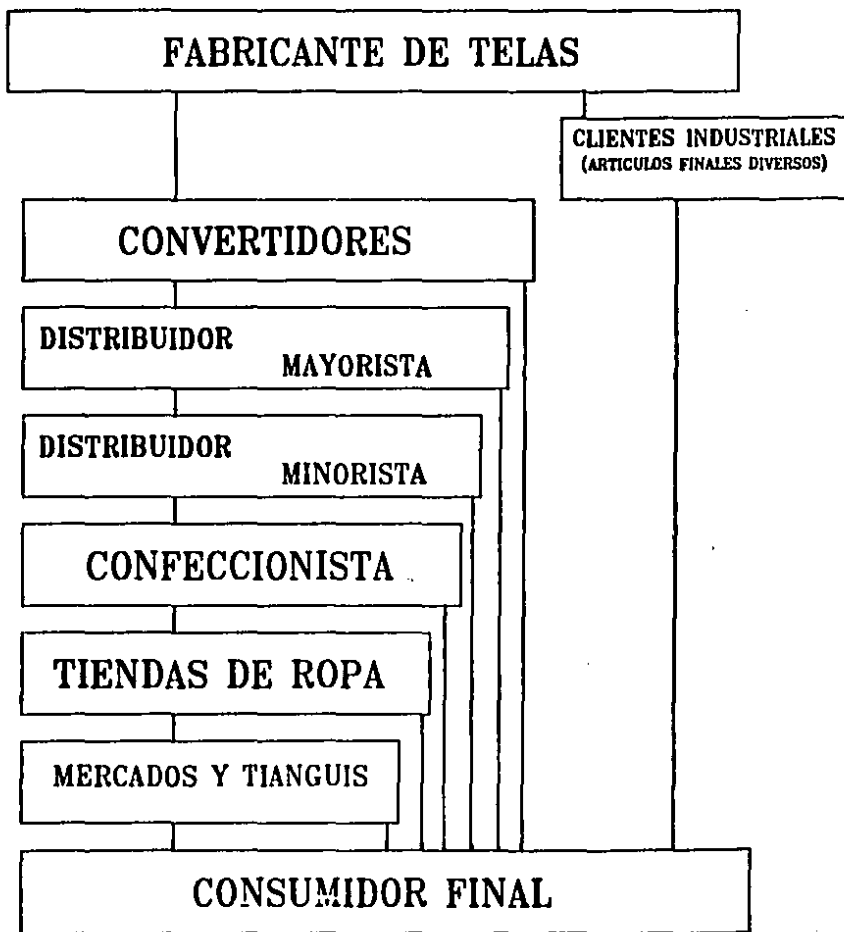 FABRICANTE DE TELAS
CLIENTES INDUSTRIALES
(ARTICULOS FINALES DIVERSOS)
CONVERTIDORES
DISTRIBUIDOR
MAYORISTA
DISTRIBUIDOR
MINORISTA
CONFECCIONISTA
TIENDAS DE ROPA
MERCADOS Y TIANGUIS
CONSUMIDOR FINAL